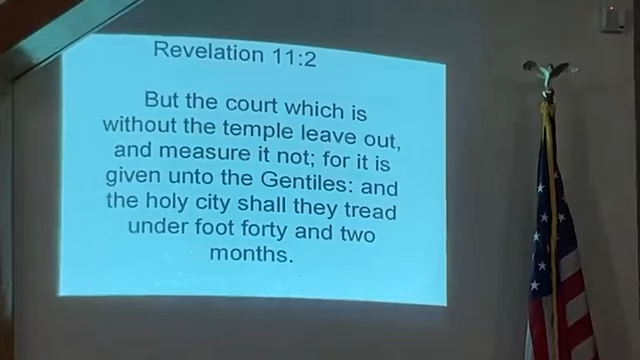 Revelation 11:2
But the court which is
without the temple leave out,
and measure it not; for it is
given unto the Gentiles: and
the holy city shall they tread
under foot forty and two
months.